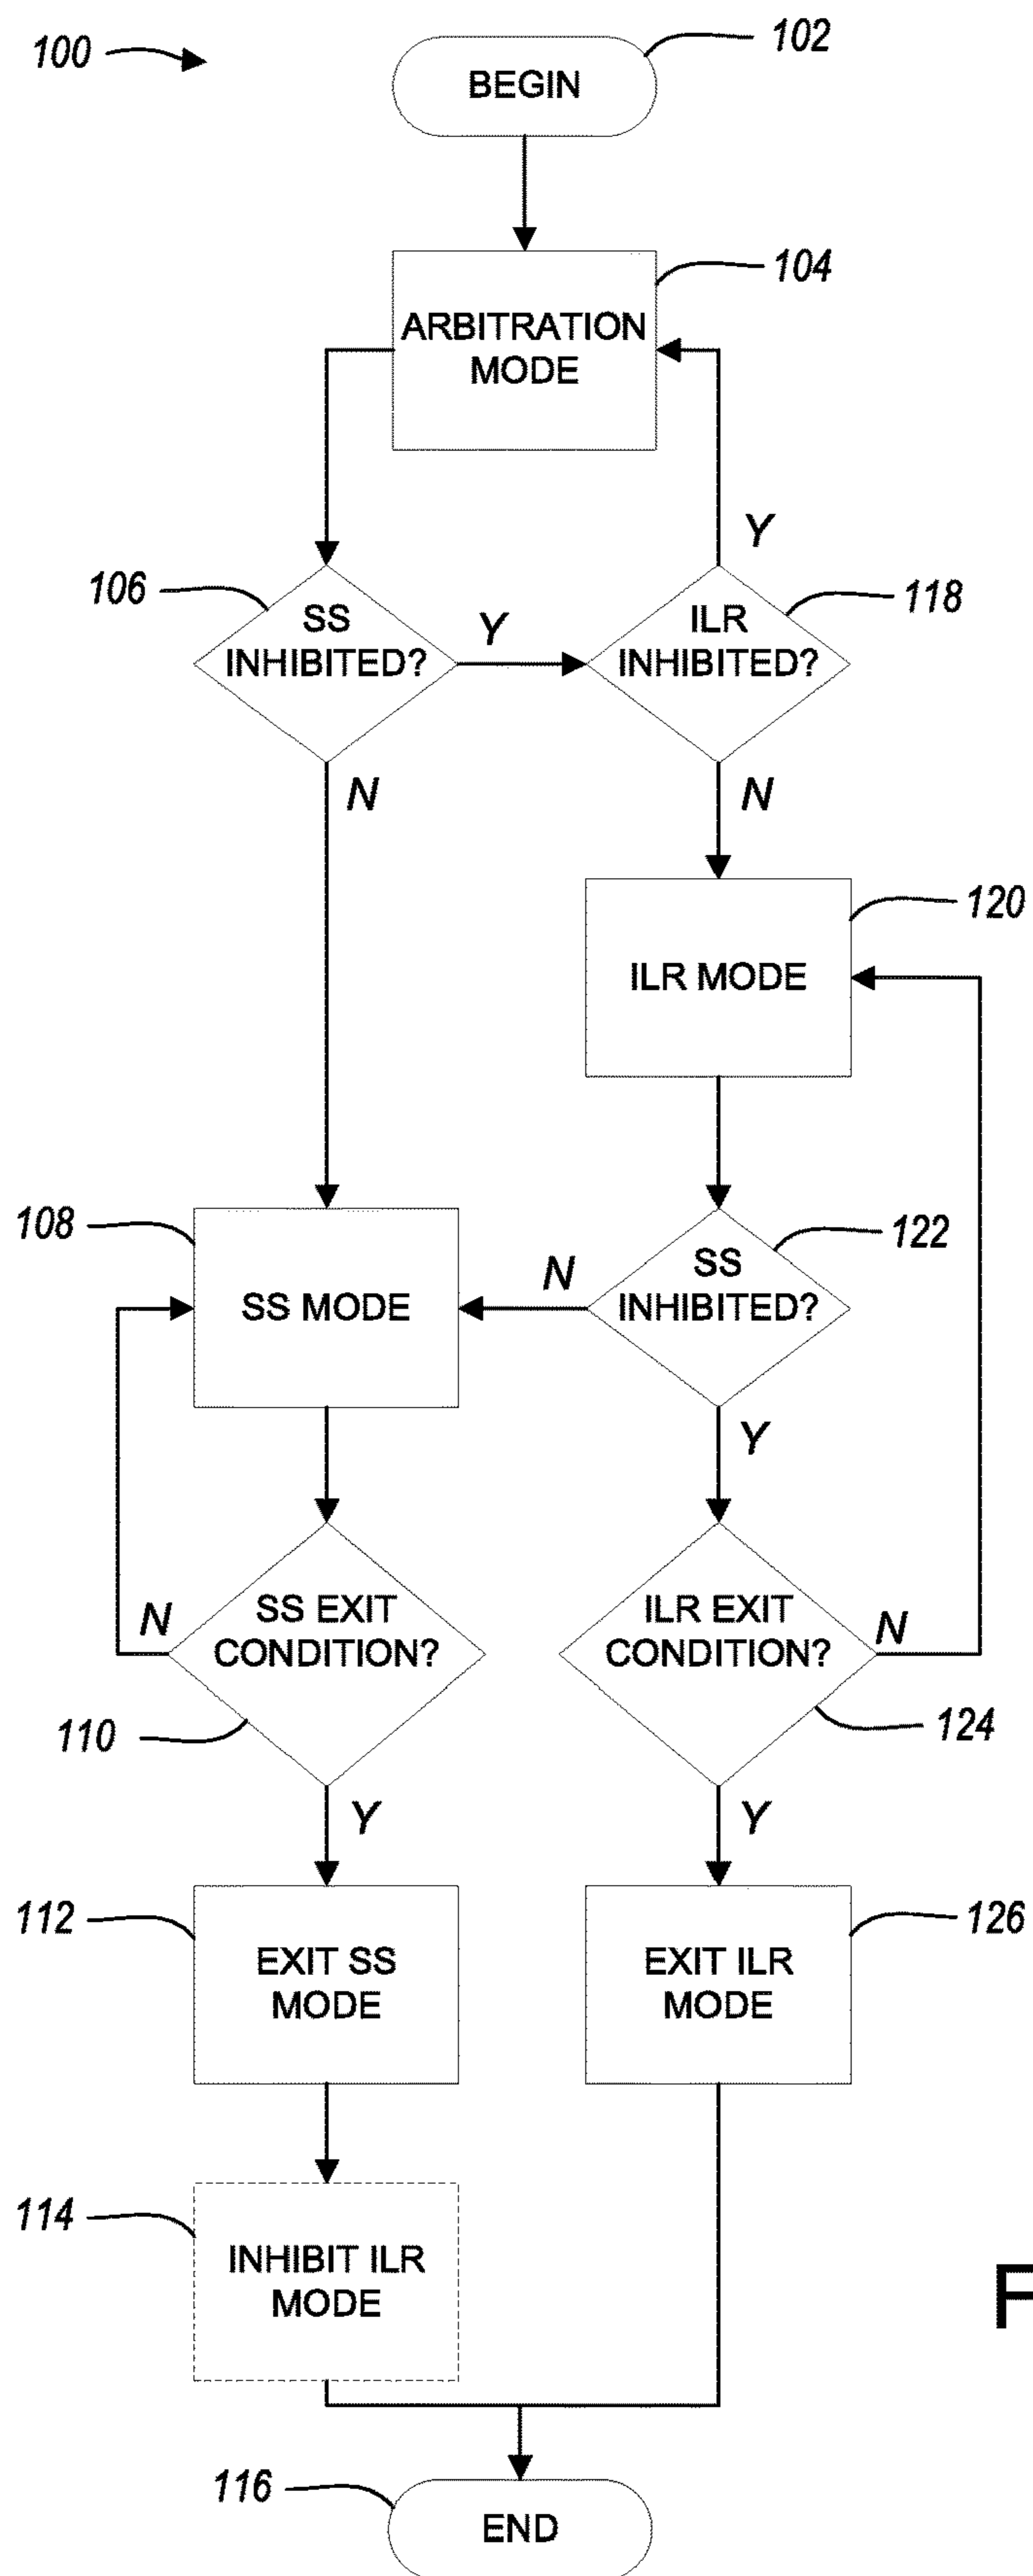 100
102
BEGIN
104
ARBITRATION
MODE
Y
106
SS
INHIBITED?
Y
118
ILR
INHIBITED?
N
N
120
ILR MODE
108
SS MODE
N
122
SS
INHIBITED?
Y
SS EXIT
CONDITION?
N
110
ILR EXIT
CONDITION?
N
124
Y
Y
112
EXIT SS
MODE
126
EXIT ILR
MODE
114
INHIBIT ILR
MODE
F
116
END